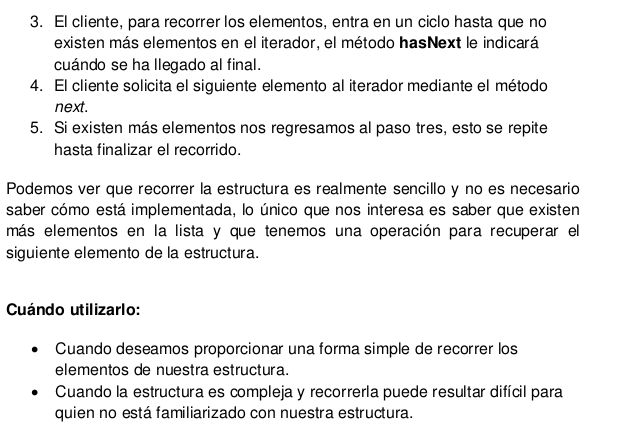 3. El cliente, para recorrer los elementos, entra en un ciclo hasta que no
existen más elementos en el iterador, el método hasNext le indicará
cuándo se ha llegado al final.
4. El cliente solicita el siguiente elemento al iterador mediante el método
next.
5. Si existen más elementos nos regresamos al paso tres, esto se repite
hasta finalizar el recorrido.
Podemos ver que recorrer la estructura es realmente sencillo y no es necesario
saber cómo está implementada, lo único que nos interesa es saber que existen
más elementos en la lista y que tenemos una operación para recuperar el
siguiente elemento de la estructura.
Cuándo utilizarlo:
• Cuando deseamos proporcionar una forma simple de recorrer los
elementos de nuestra estructura.
• Cuando la estructura es compleja y recorrerla puede resultar difícil para
quien no está familiarizado con nuestra estructura.